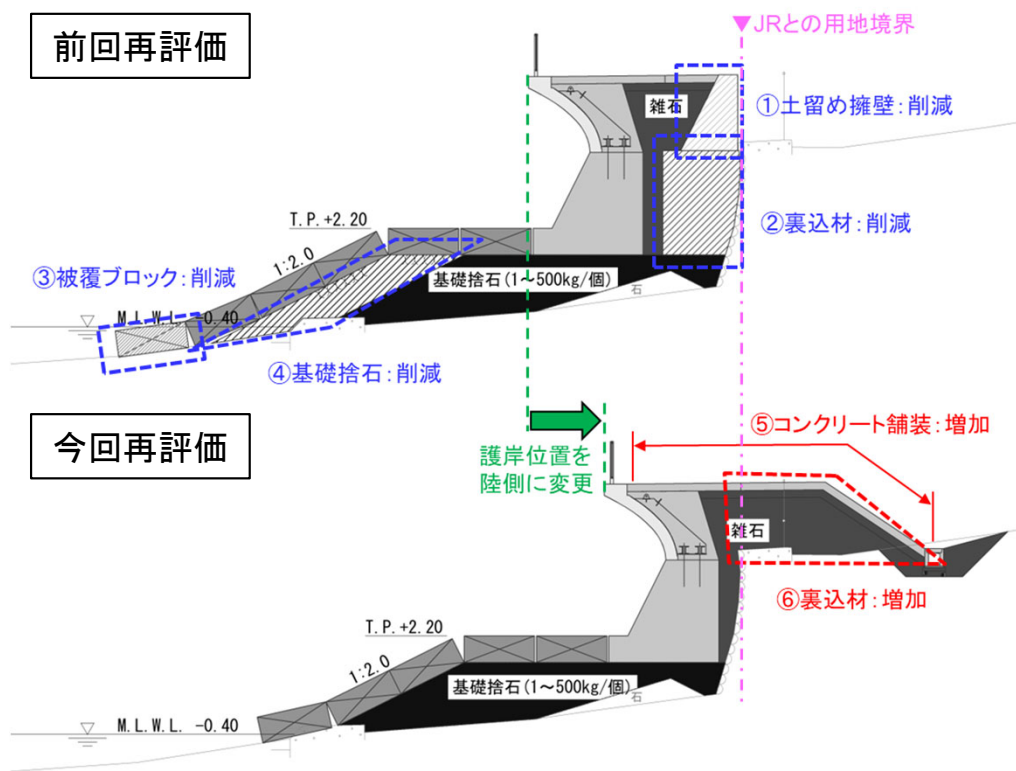 前回再評価
▼JRとの用地境界
雑石
①土留め擁壁:削減
②裏込材:削減
T.P.+2.20
1:2.0
③被覆ブロック:削減
基礎捨石(1～500kg/個)
石
M.L.W.L. -0.40
④基礎捨石:削減
今回再評価
⑤コンクリート舗装:増加
護岸位置を
陸側に変更
雑石
⑥裏込材:増加
T.P.+2.20
1:2.0
基礎捨石(1～500kg/個)
石
M.L.W.L. -0.40